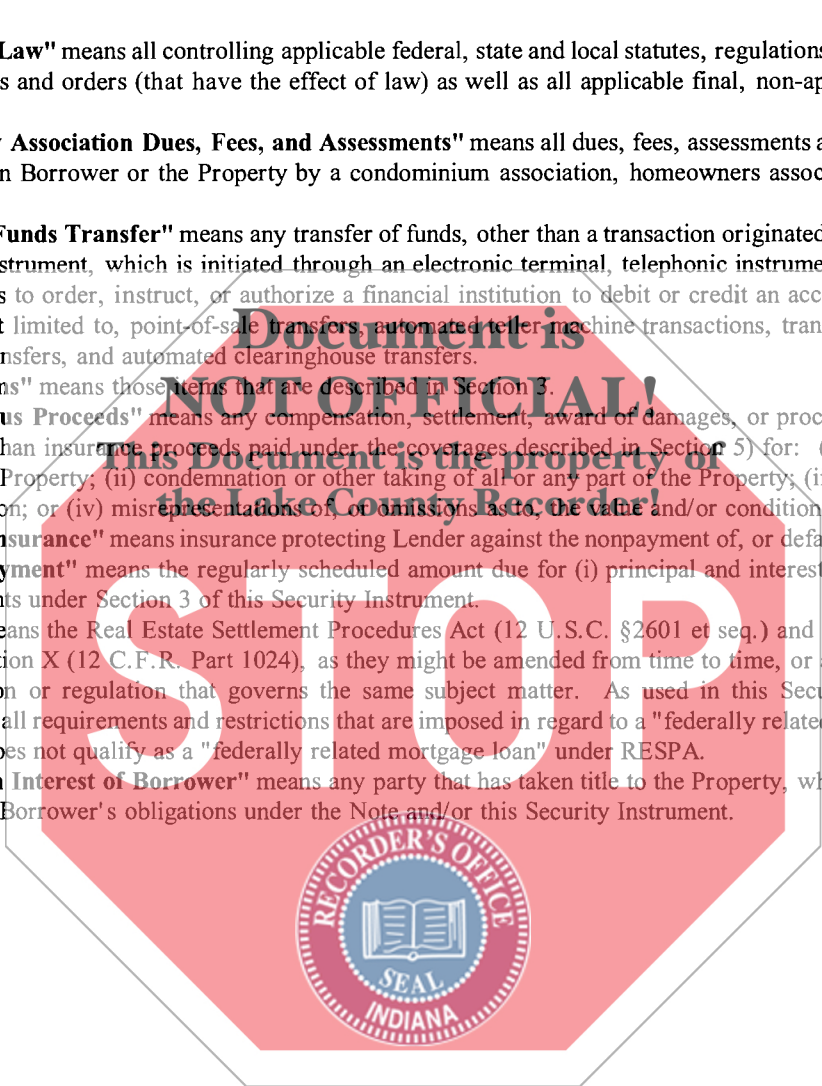 Law" means all controlling applicable federal, state and local statutes, regulations
s and orders (that have the effect of law) as well as all applicable final, non-ap
Association Dues, Fees, and Assessments" means all dues, fees, assessments a
n Borrower or the Property by a condominium association, homeowners assoc
Funds Transfer" means any transfer of funds, other than a transaction originated
strument, which is initiated through an electronic terminal, telephonic instrume
s to order, instruct, or authorize a financial institution to debit or credit an acc
t limited to, point-of-sale transfers, automated teller machine transactions, tran
nsfers, and automated clearinghouse transfers.
ns" means those items that are described in Section 3.
us Proceeds" means any compensation, settlement, award of damages, or proc
han insurance proceeds paid under the coverages described in Section 5) for: (
Property; (ii) condemnation or other taking of all or any part of the Property; (i
on; or (iv) misrepresentations of, or omissions as to, the value and/or condition
nsurance" means insurance protecting Lender against the nonpayment of, or defa
yment" means the regularly scheduled amount due for (i) principal and interest
ts under Section 3 of this Security Instrument.
eans the Real Estate Settlement Procedures Act (12 U.S.C. §2601 et seq.) and
tion X (12 C.F.R. Part 1024), as they might be amended from time to time, or
on or regulation that governs the same subject matter. As used in this Secu
all requirements and restrictions that are imposed in regard to a "federally relate
oes not qualify as a "federally related mortgage loan" under RESPA.
n Interest of Borrower" means any party that has taken title to the Property, wh
Borrower's obligations under the Note and/or this Security Instrument.
Document is
NOT OFFICIAL!
This Document is the property of
the Lake County Recorder!
STOP
RECORDER'S OFFICE
SEAL
INDIANA